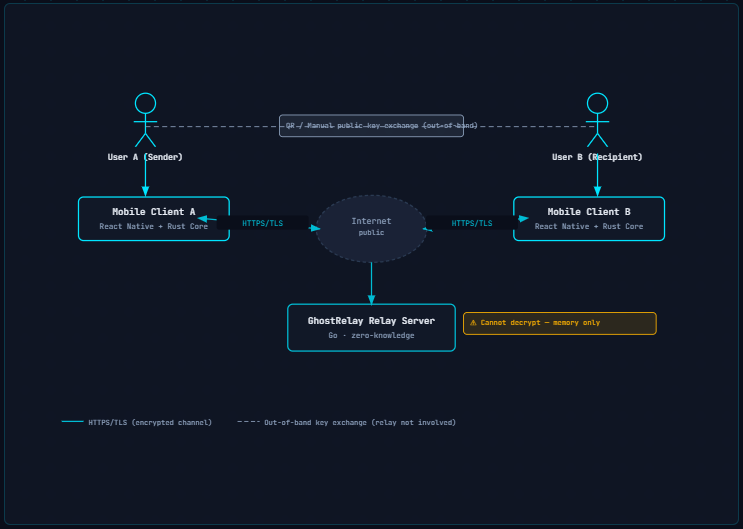 QR / Manual public key exchange (out-of-band)
User A (Sender)
User B (Recipient)
Mobile Client A
React Native + Rust Core
HTTPS/TLS
Internet
public
HTTPS/TLS
Mobile Client B
React Native + Rust Core
GhostRelay Relay Server
Go · zero-knowledge
⚠ Cannot decrypt — memory only
HTTPS/TLS (encrypted channel)
Out-of-band key exchange (relay not involved)